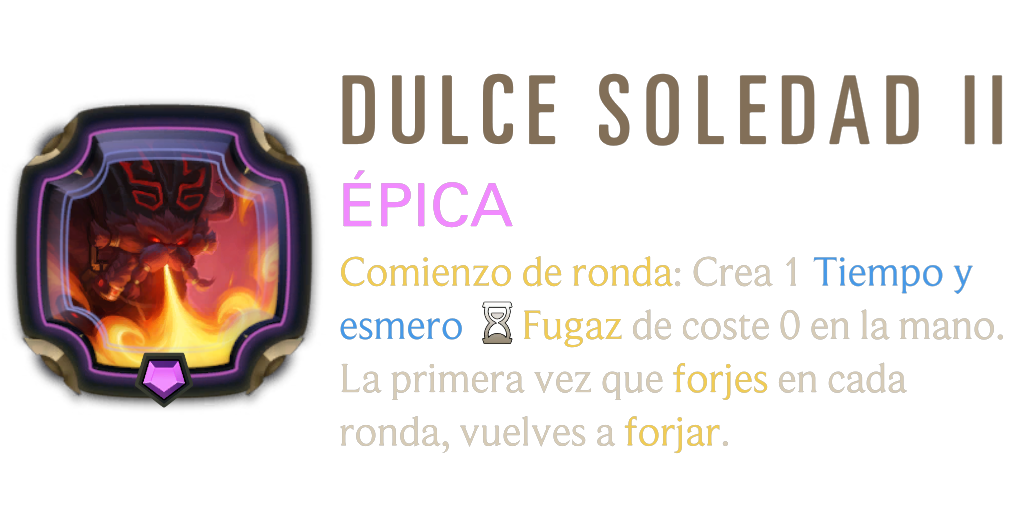 DULCE SOLEDAD II
ÉPICA
Comienzo de ronda: Crea 1 Tiempo y
esmero Fugaz de coste 0 en la mano.
La primera vez que forjes en cada
ronda, vuelves a forjar.